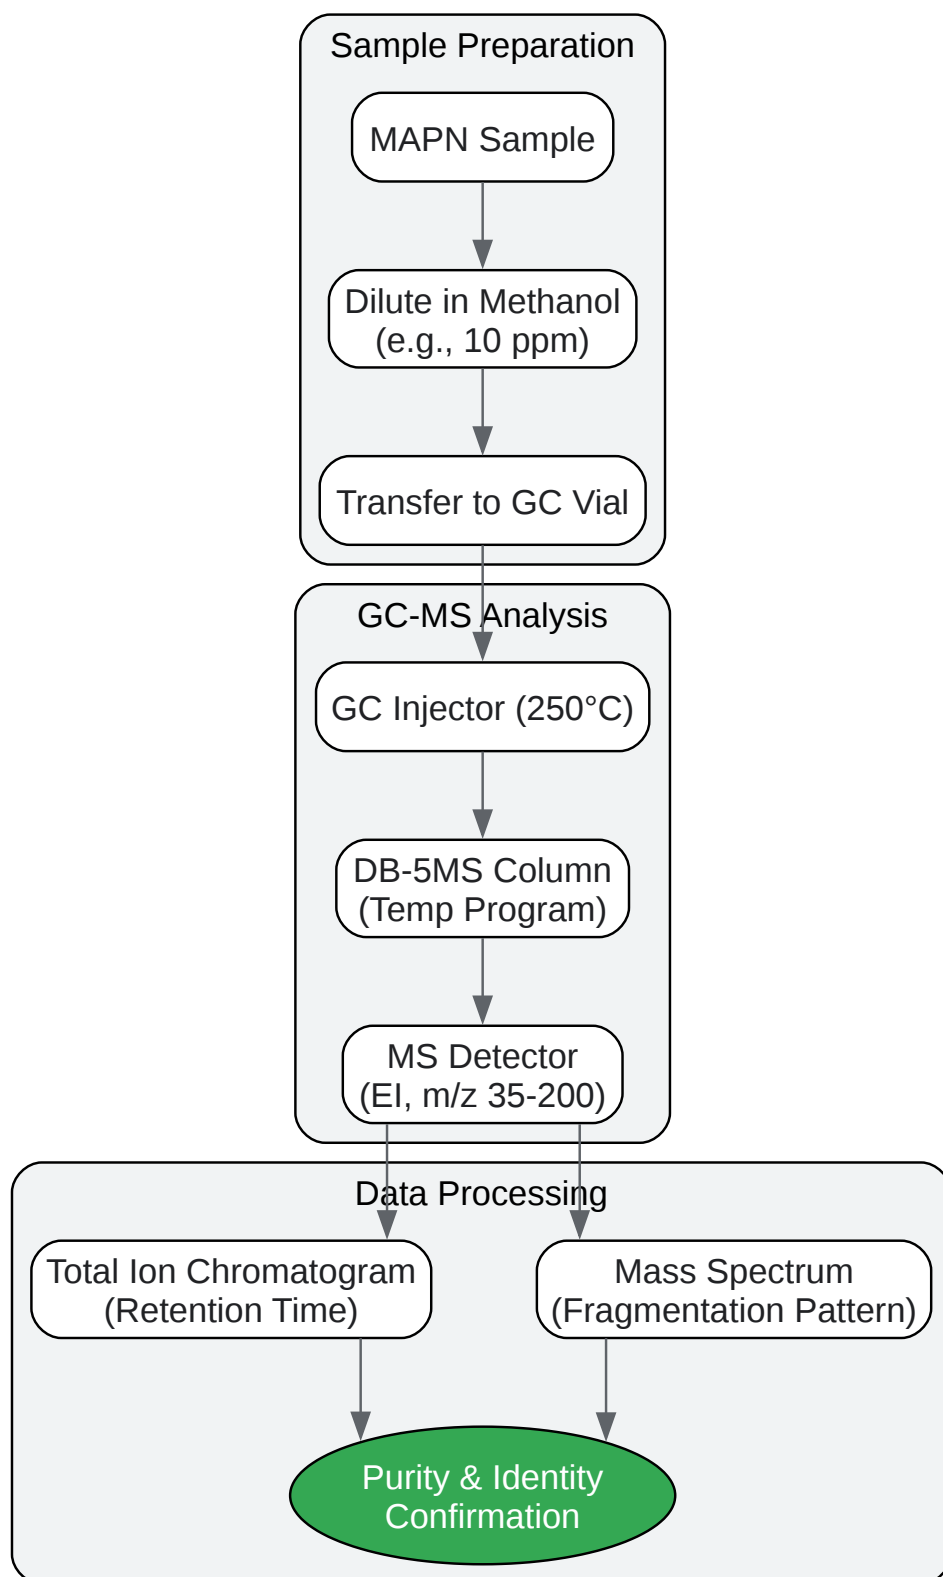 Sample Preparation
MAPN Sample
Dilute in Methanol
(e.g., 10 ppm)
Transfer to GC Vial
GC-MS Analysis
GC Injector (250°C)
DB-5MS Column
(Temp Program)
MS Detector
(EI, m/z 35-200)
Data Processing
Total Ion Chromatogram
(Retention Time)
Mass Spectrum
(Fragmentation Pattern)
Purity & Identity
Confirmation